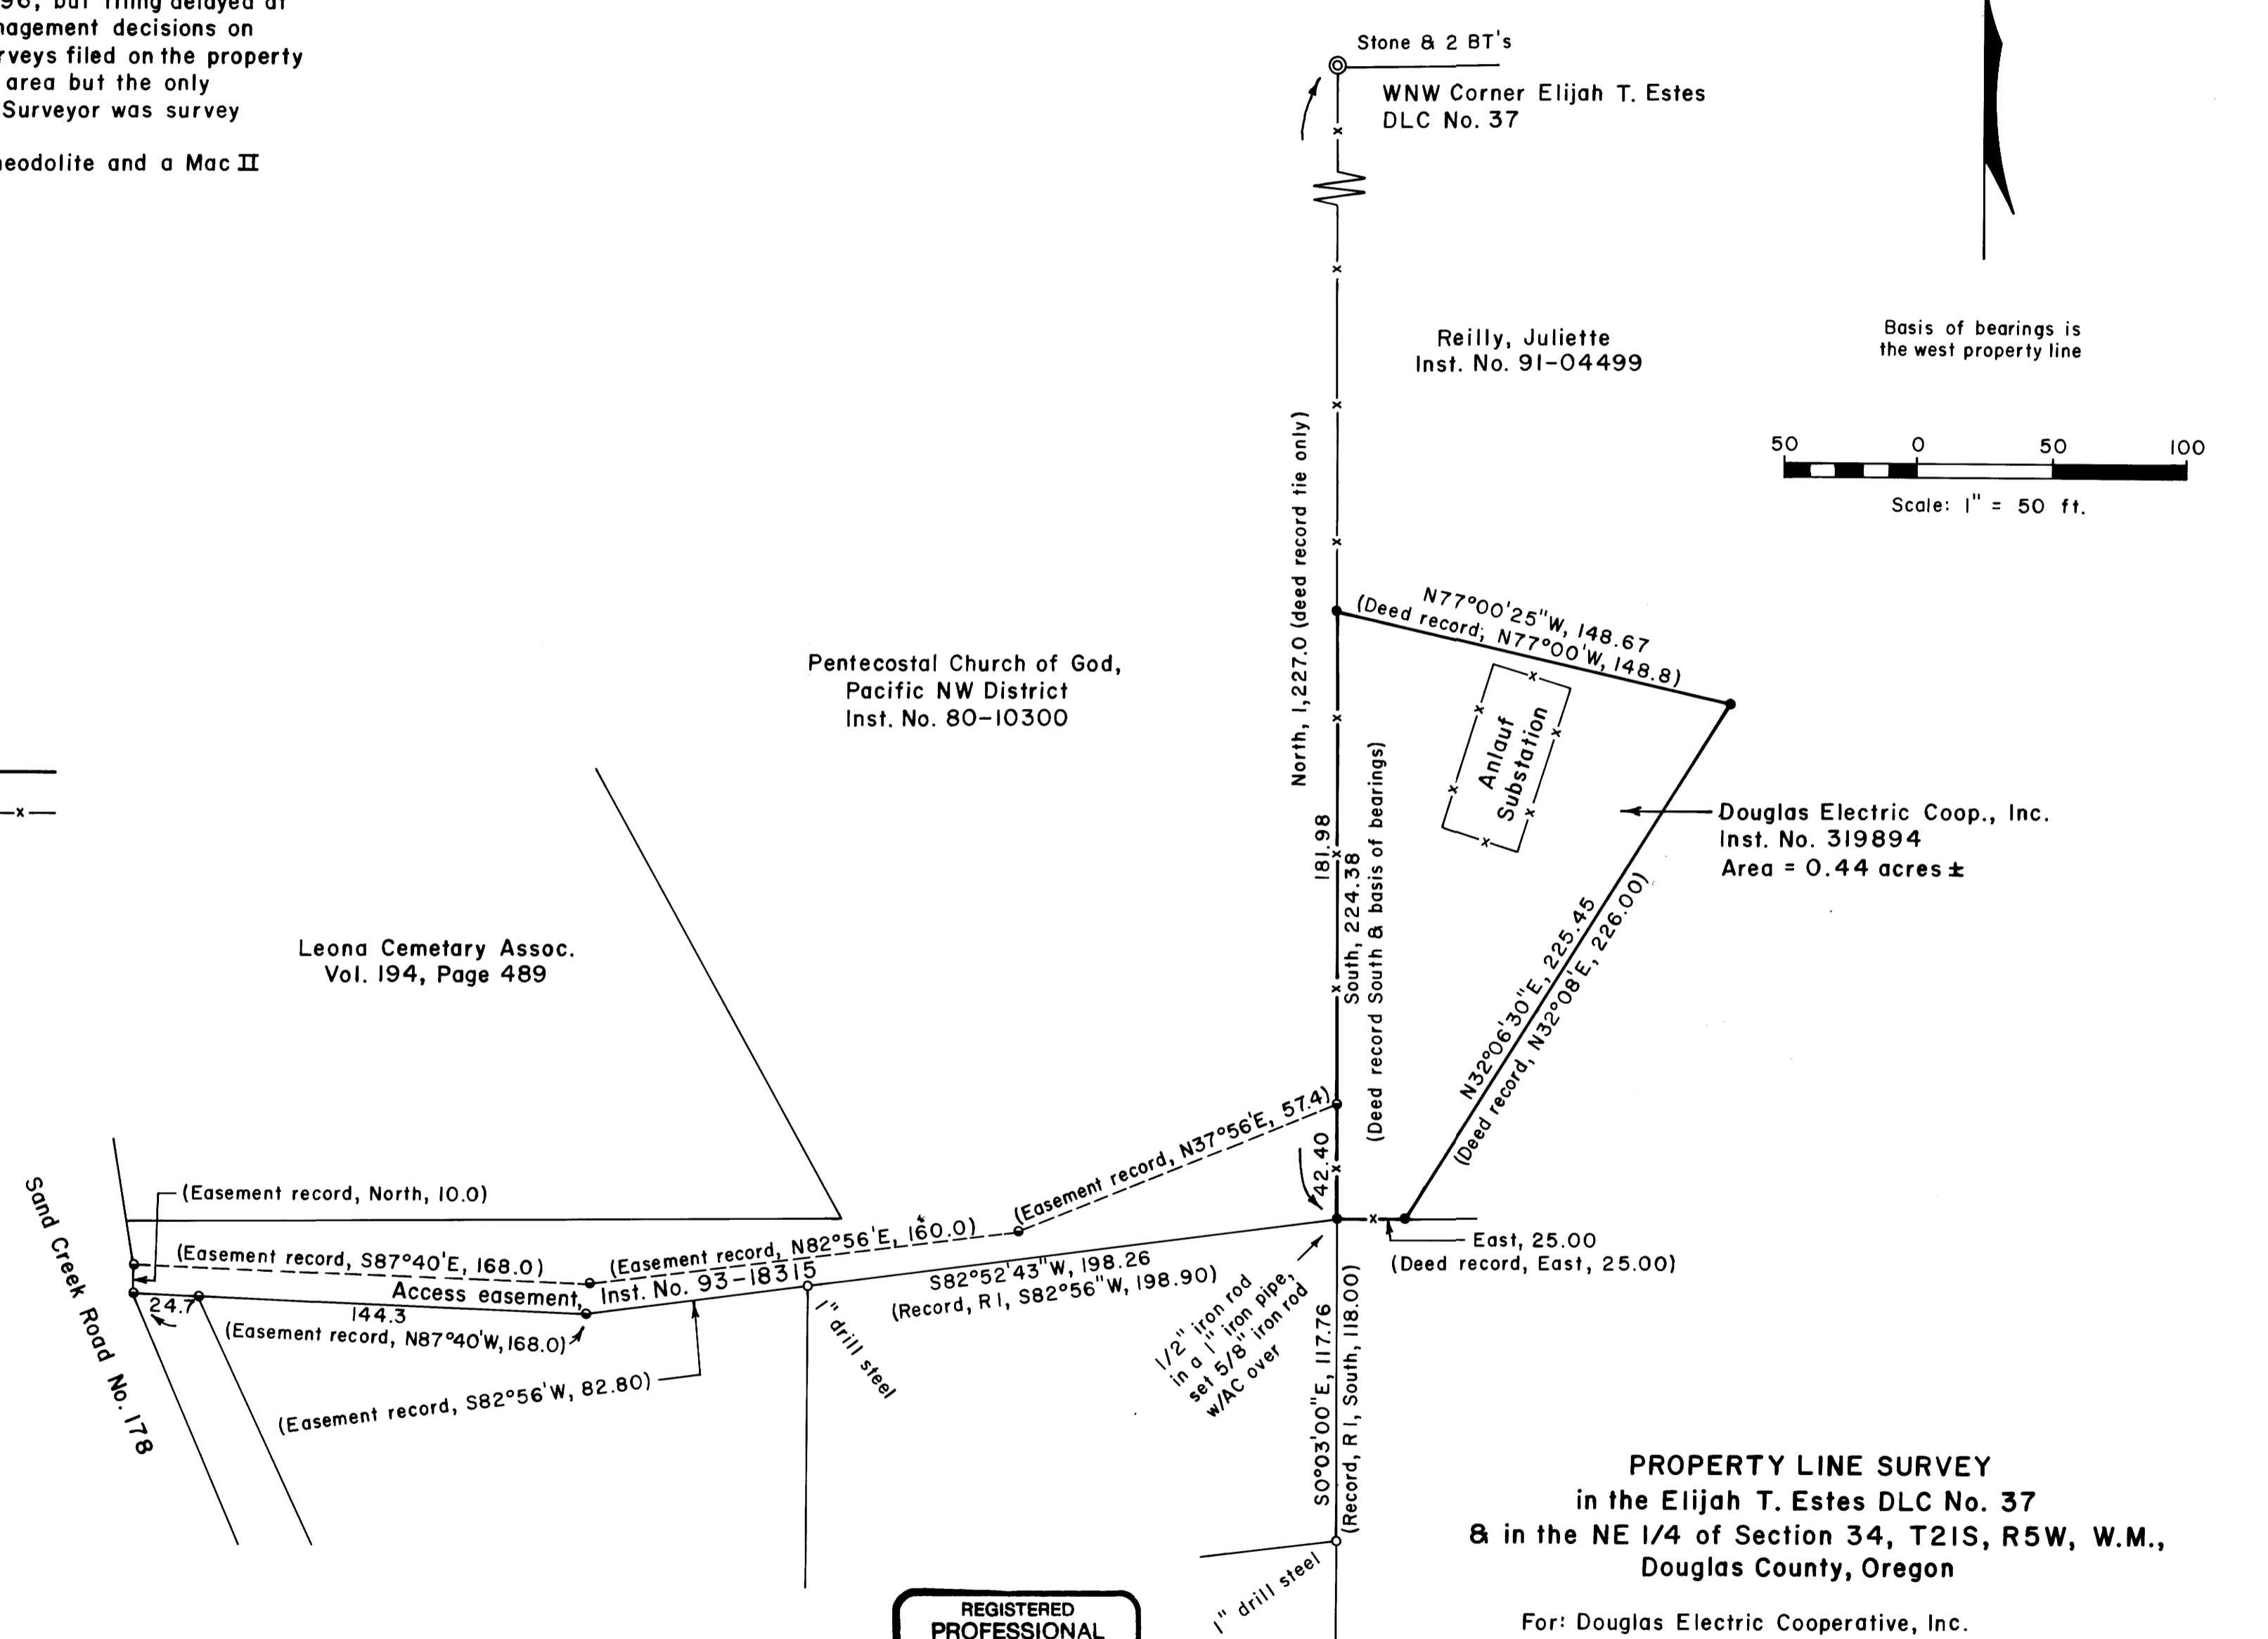 but filing delayed at
decisions on
filed on the property
area but the only
Surveyor was survey
and a Mac II
Stone & 2 BT's
WNW Corner Elijah T. Estes
DLC No. 37
Reilly, Juliette
Inst. No. 91-04499
Basis of bearings is
the west property line
50 0 50 100
Scale: 1" = 50 ft.
North, 1,227.0 (deed record tie only)
N77°00'25"W, 148.67
(Deed record; N77°00'W, 148.8)
Pentecostal Church of God,
Pacific NW District
Inst. No. 80-10300
Anlauf
Substation
181.98
South, 224.38
(Deed record South & basis of bearings)
Douglas Electric Coop., Inc.
Inst. No. 319894
Area = 0.44 acres ±
N32°06'30"E, 225.45
(Deed record, N32°08'E, 226.00)
Leona Cemetary Assoc.
Vol. 194, Page 489
(Easement record, N37°56'E, 57.4)
42.40
Sand Creek Road No. 178
(Easement record, North, 10.0)
(Easement record, S87°40'E, 168.0)
(Easement record, N82°56'E, 160.0)
Access easement, Inst. No. 93-18315
24.7
144.3
(Easement record, N87°40'W, 168.0)
(Easement record, S82°56'W, 82.80)
1" drill steel
S82°52'43"W, 198.26
(Record, R1, S82°56"W, 198.90)
East, 25.00
(Deed record, East, 25.00)
1/2" iron rod
in a 1" iron pipe,
set 5/8" iron rod
w/AC over
S0°03'00"E, 117.76
(Record, R1, South, 118.00)
1" drill steel
PROPERTY LINE SURVEY
in the Elijah T. Estes DLC No. 37
& in the NE 1/4 of Section 34, T21S, R5W, W.M.,
Douglas County, Oregon
For: Douglas Electric Cooperative, Inc.
REGISTERED
PROFESSIONAL